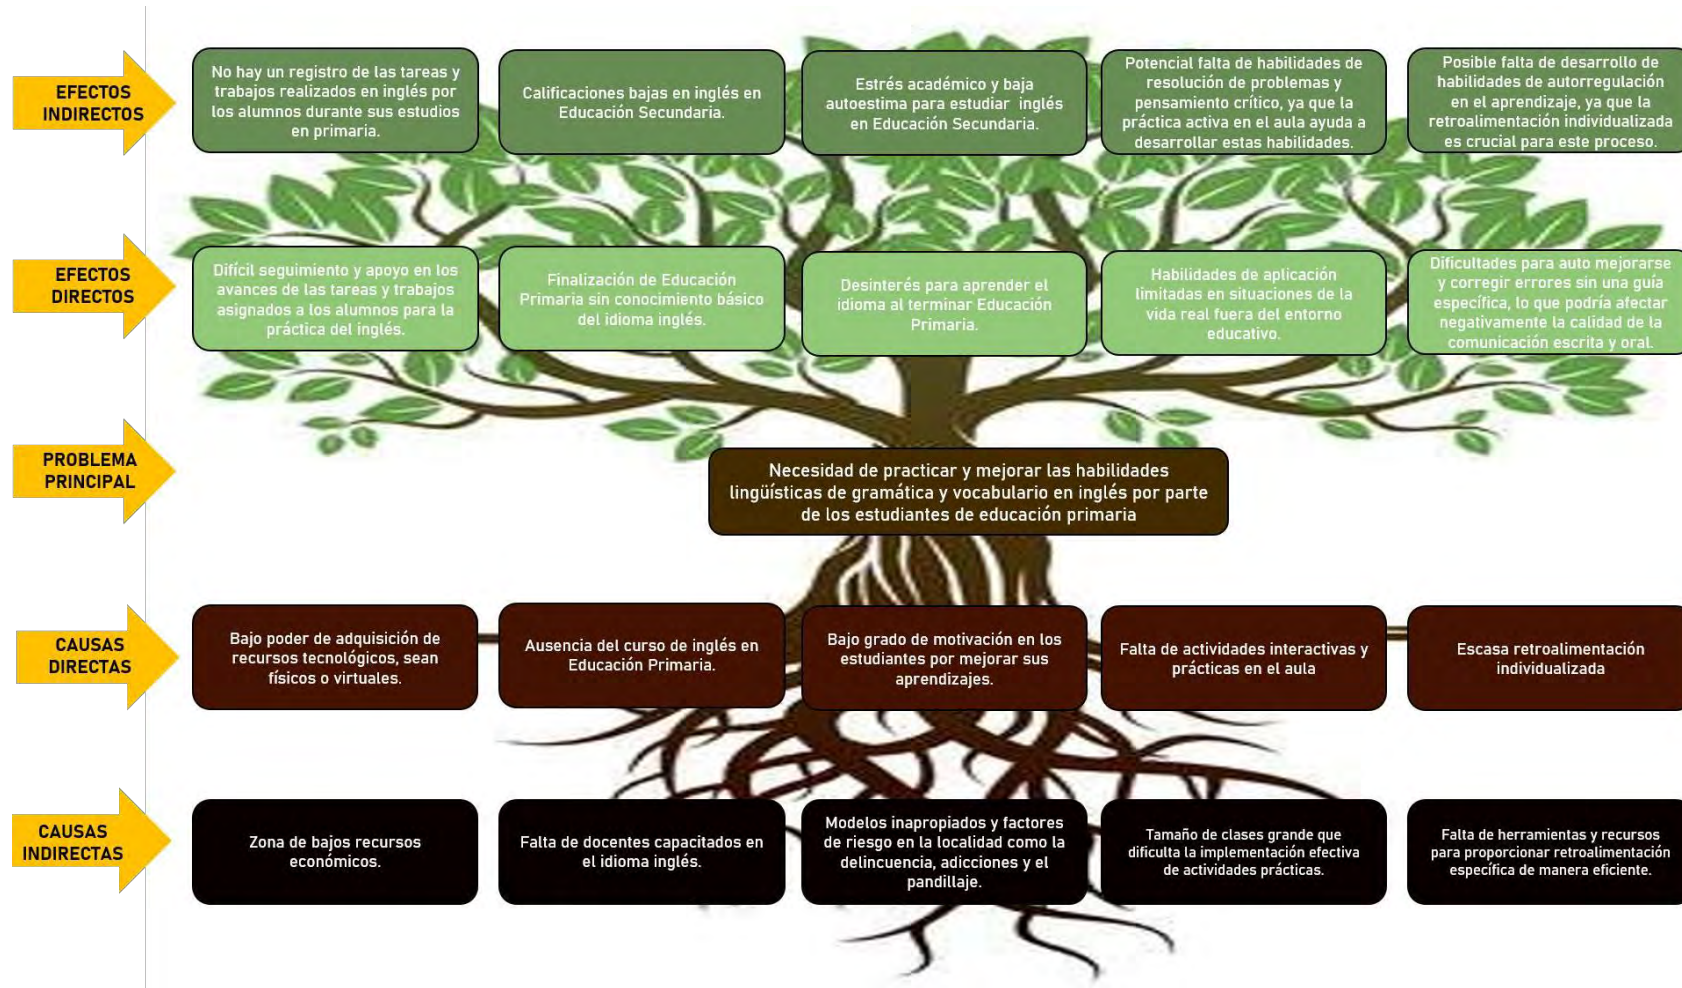 EFECTOS
INDIRECTOS
No hay un registro de las tareas y
trabajos realizados en inglés por
los alumnos durante sus estudios
en primaria.
Calificaciones bajas en inglés en
Educación Secundaria.
Estrés académico y baja
autoestima para estudiar inglés
en Educación Secundaria.
Potencial falta de habilidades de
resolución de problemas y
pensamiento crítico, ya que la
práctica activa en el aula ayuda a
desarrollar estas habilidades.
Posible falta de desarrollo de
habilidades de autorregulación
en el aprendizaje, ya que la
retroalimentación individualizada
es crucial para este proceso.
EFECTOS
DIRECTOS
Difícil seguimiento y apoyo en los
avances de las tareas y trabajos
asignados a los alumnos para la
práctica del inglés.
Finalización de Educación
Primaria sin conocimiento básico
del idioma inglés.
Desinterés para aprender el
idioma al terminar Educación
Primaria.
Habilidades de aplicación
limitadas en situaciones de la
vida real fuera del entorno
educativo.
Dificultades para auto mejorarse
y corregir errores sin una guía
específica, lo que podría afectar
negativamente la calidad de la
comunicación escrita y oral.
PROBLEMA
PRINCIPAL
Necesidad de practicar y mejorar las habilidades
lingüísticas de gramática y vocabulario en inglés por parte
de los estudiantes de educación primaria
CAUSAS
DIRECTAS
Bajo poder de adquisición de
recursos tecnológicos, sean
físicos o virtuales.
Ausencia del curso de inglés en
Educación Primaria.
Bajo grado de motivación en los
estudiantes por mejorar sus
aprendizajes.
Falta de actividades interactivas y
prácticas en el aula
Escasa retroalimentación
individualizada
CAUSAS
INDIRECTAS
Zona de bajos recursos
económicos.
Falta de docentes capacitados en
el idioma inglés.
Modelos inapropiados y factores
de riesgo en la localidad como la
delincuencia, adicciones y el
pandillaje.
Tamaño de clases grande que
dificulta la implementación efectiva
de actividades prácticas.
Falta de herramientas y recursos
para proporcionar retroalimentación
específica de manera eficiente.